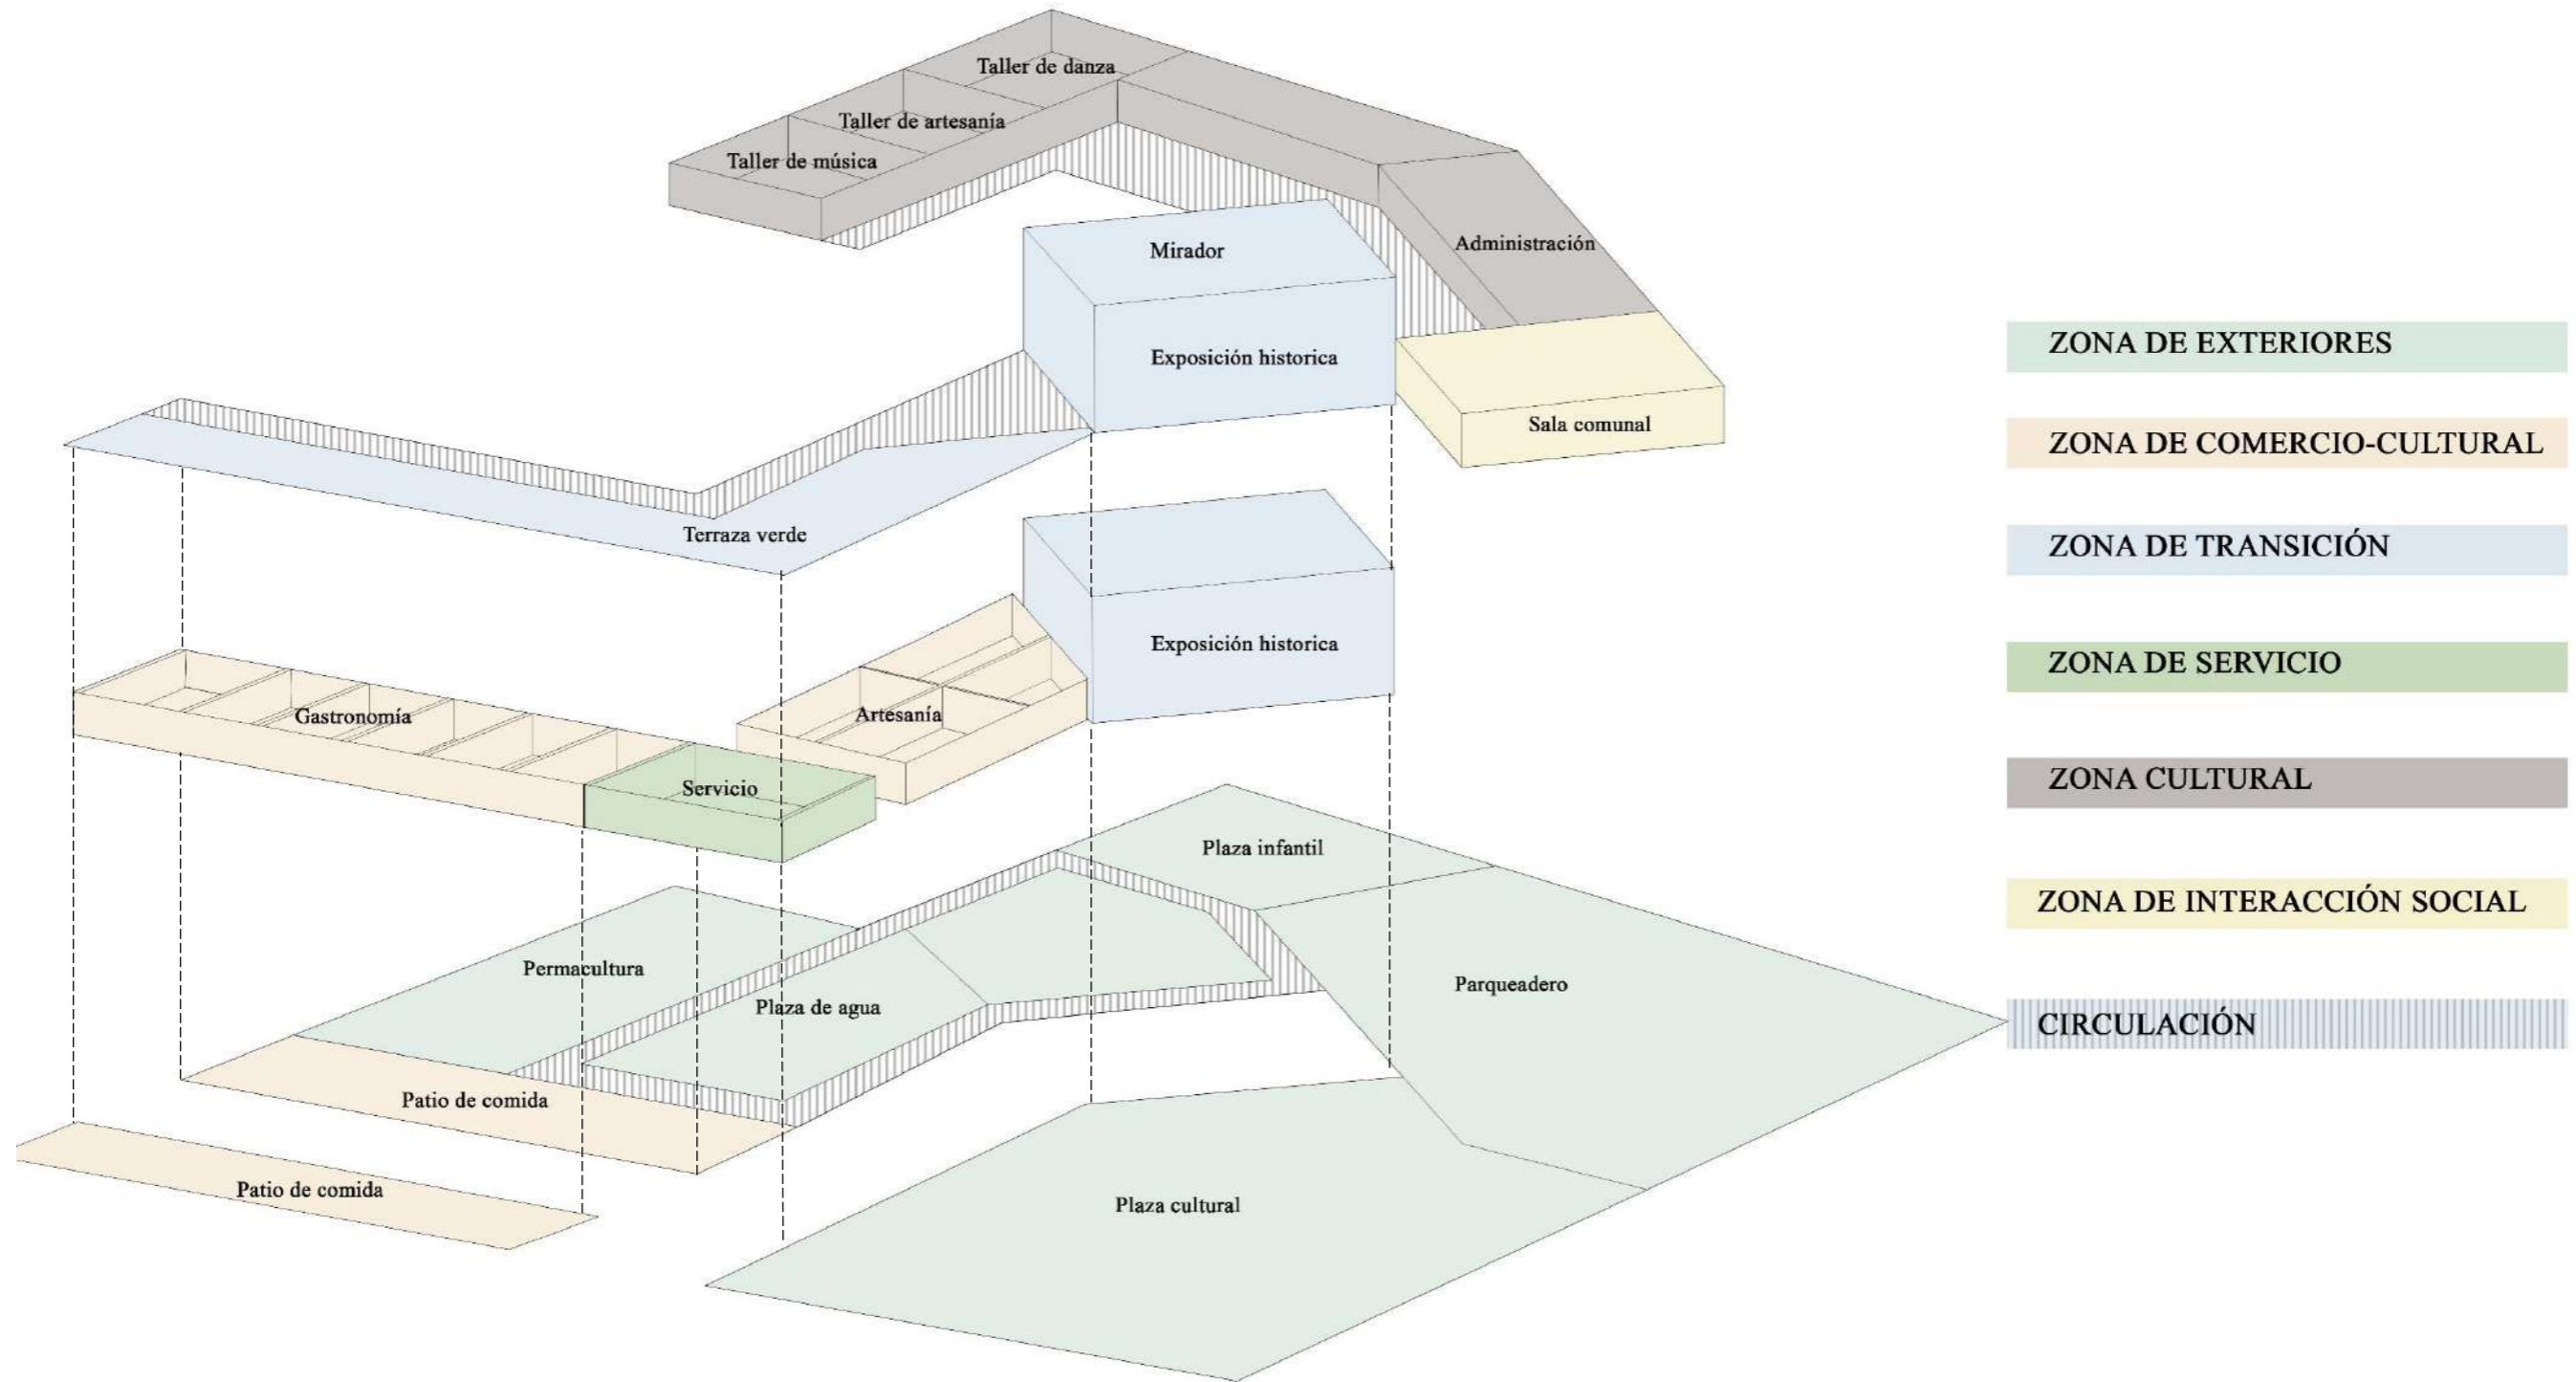 Taller de danza
Taller de artesanía
Taller de música
Mirador
Administración
Exposición historica
Sala comunal
Terraza verde
Exposición historica
Gastronomía
Artesanía
Servicio
Plaza infantil
Permacultura
Plaza de agua
Parqueadero
Patio de comida
Patio de comida
Plaza cultural
ZONA DE EXTERIORES
ZONA DE COMERCIO-CULTURAL
ZONA DE TRANSICIÓN
ZONA DE SERVICIO
ZONA CULTURAL
ZONA DE INTERACCIÓN SOCIAL
CIRCULACIÓN